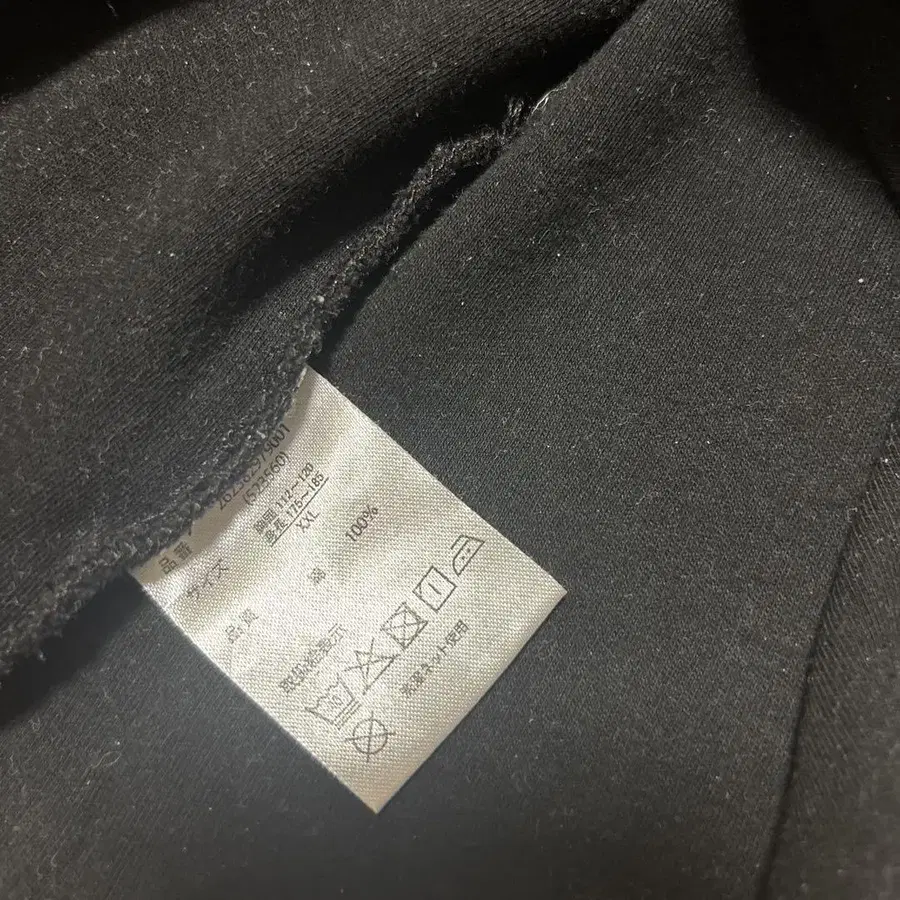 品番
(523560)
サイズ
胸囲 112～120
身長 175～185
XXL
品質
綿 100%
取扱絵表示
洗濯ネット使用